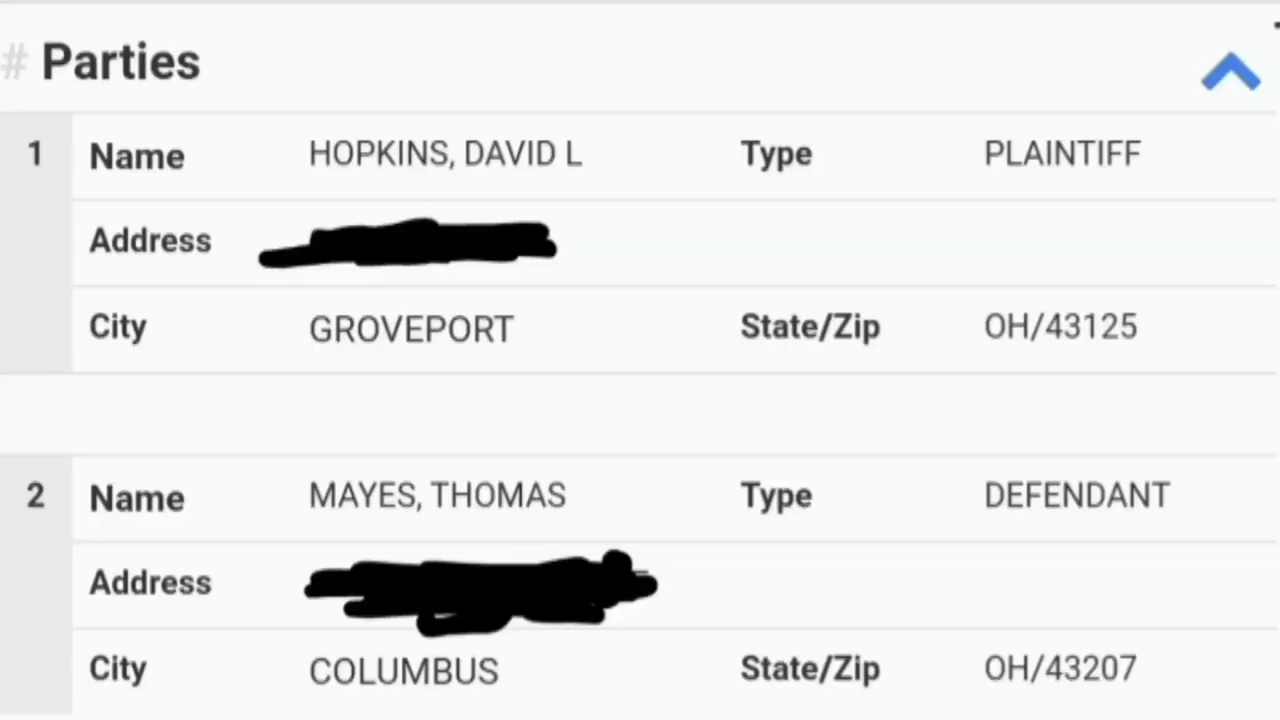 # Parties
1 Name HOPKINS, DAVID L Type PLAINTIFF
Address
City GROVEPORT State/Zip OH/43125
2 Name MAYES, THOMAS Type DEFENDANT
Address
City COLUMBUS State/Zip OH/43207